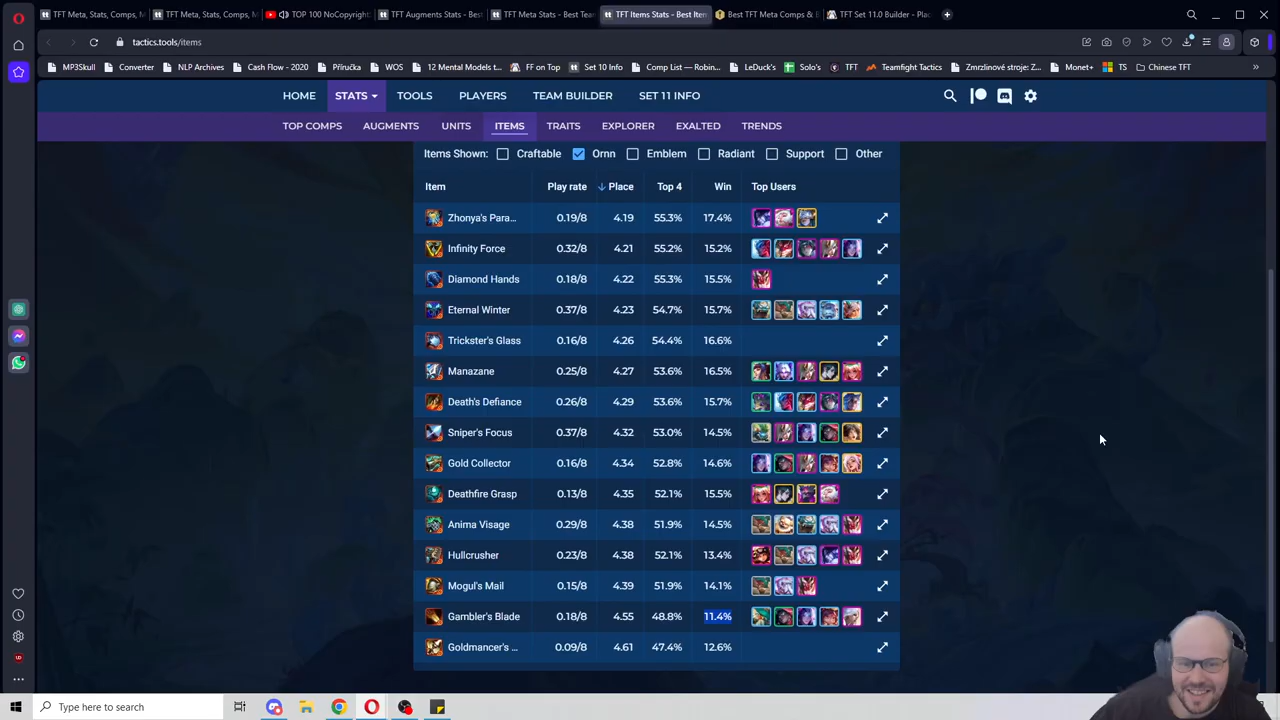 TFT Meta, Stats, Comps, M
TFT Meta, Stats, Comps, M
TOP 100 NoCopyright
TFT Augments Stats - Best
TFT Meta Stats - Best Team
TFT Items Stats - Best Iten
Best TFT Meta Comps & B
TFT Set 11.0 Builder - Plac
tactics.tools/items
MP3Skull
Converter
NLP Archives
Cash Flow - 2020
Příručka
WOS
12 Mental Models t...
FF on Top
Set 10 Info
Comp List — Robin...
LeDuck's
Solo's
TFT
Teamfight Tactics
Zmrzlinové stroje: Z...
Monet+
TS
Chinese TFT
HOME STATS TOOLS PLAYERS TEAM BUILDER SET 11 INFO
TOP COMPS AUGMENTS UNITS ITEMS TRAITS EXPLORER EXALTED TRENDS
Items Shown: Craftable Ornn Emblem Radiant Support Other
Item Play rate Place Top 4 Win Top Users
Zhonya's Para... 0.19/8 4.19 55.3% 17.4%
Infinity Force 0.32/8 4.21 55.2% 15.2%
Diamond Hands 0.18/8 4.22 55.3% 15.5%
Eternal Winter 0.37/8 4.23 54.7% 15.7%
Trickster's Glass 0.16/8 4.26 54.4% 16.6%
Manazane 0.25/8 4.27 53.6% 16.5%
Death's Defiance 0.26/8 4.29 53.6% 15.7%
Sniper's Focus 0.37/8 4.32 53.0% 14.5%
Gold Collector 0.16/8 4.34 52.8% 14.6%
Deathfire Grasp 0.13/8 4.35 52.1% 15.5%
Anima Visage 0.29/8 4.38 51.9% 14.5%
Hullcrusher 0.23/8 4.38 52.1% 13.4%
Mogul's Mail 0.15/8 4.39 51.9% 14.1%
Gambler's Blade 0.18/8 4.55 48.8% 11.4%
Goldmancer's ... 0.09/8 4.61 47.4% 12.6%
Type here to search